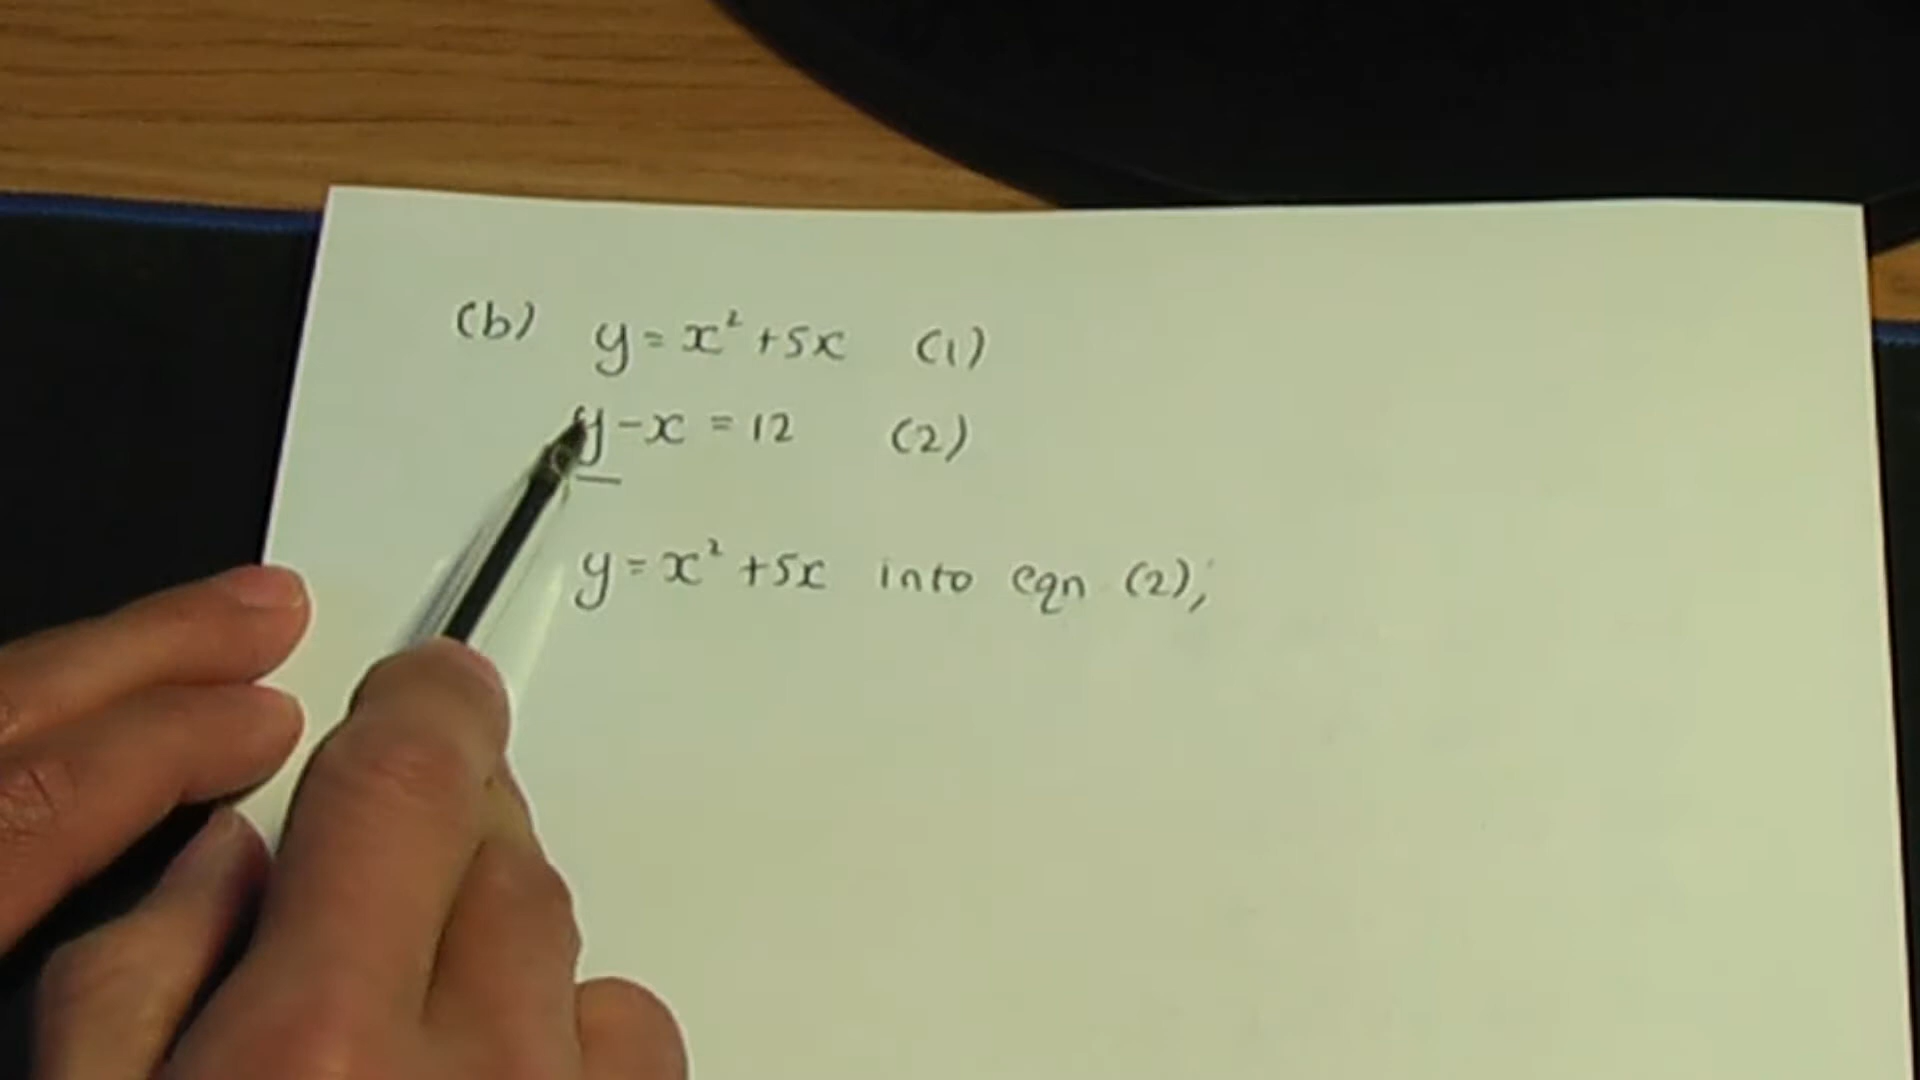 (b) y = x² + 5x (1)
y - x = 12 (2)
y = x² + 5x into eqn (2),